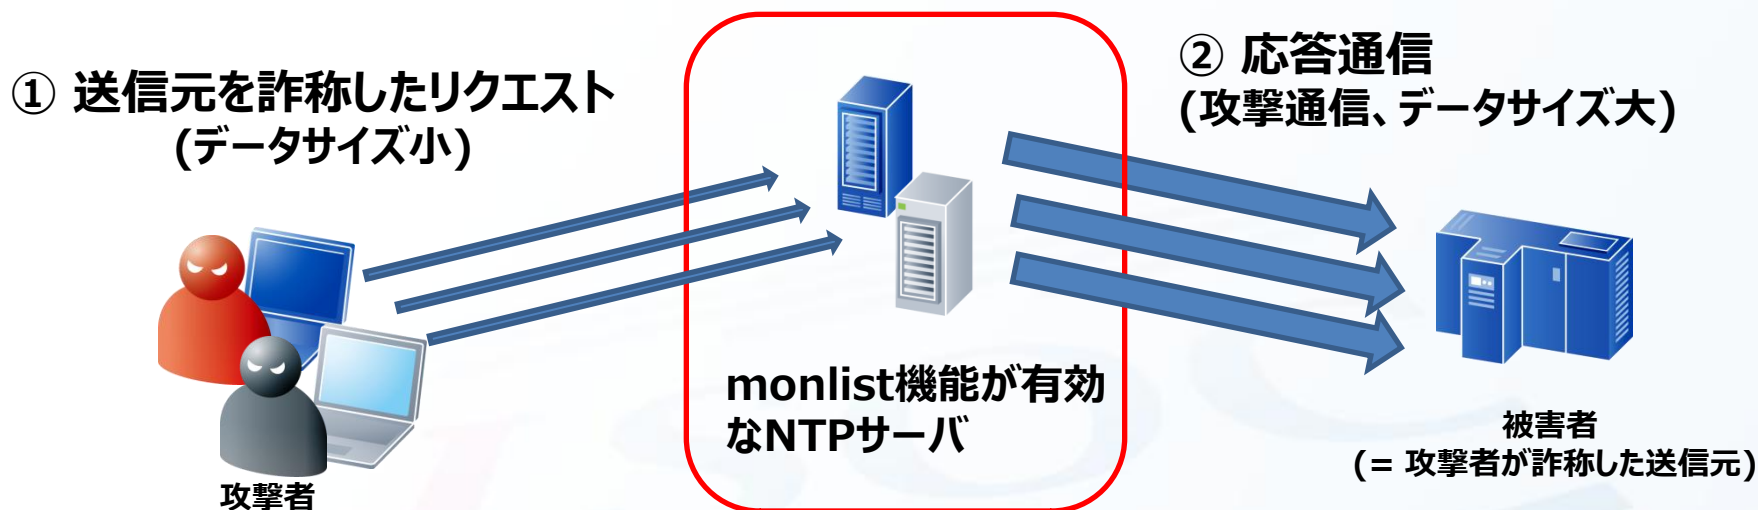 ① 送信元を詐称したリクエスト
(データサイズ小)
② 応答通信
(攻撃通信、データサイズ大)
monlist機能が有効
なNTPサーバ
攻撃者
被害者
(= 攻撃者が詐称した送信元)